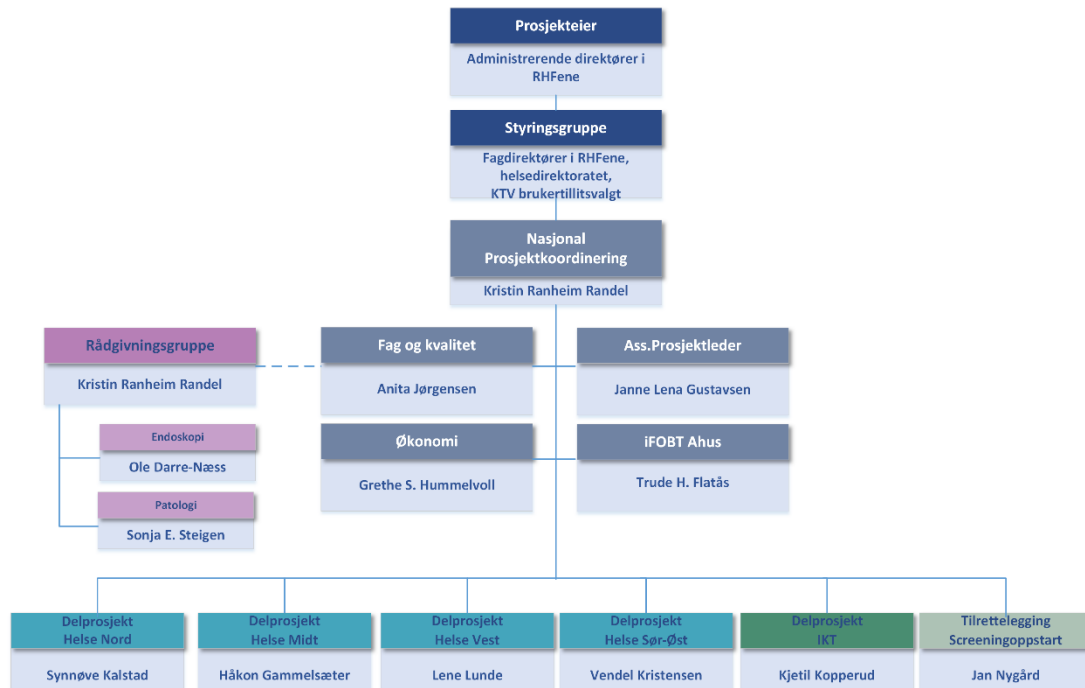 Prosjekteier
Administrerende direktører i
RHFene
Styringsgruppe
Fagdirektører i RHFene,
helsedirektoratet,
KTV brukertillitsvalgt
Nasjonal
Prosjektkoordinering
Kristin Ranheim Randel
Rådgivningsgruppe
Kristin Ranheim Randel
Endoskopi
Ole Darre-Næss
Patologi
Sonja E. Steigen
Fag og kvalitet
Anita Jørgensen
Ass.Prosjektleder
Janne Lena Gustavsen
Økonomi
Grethe S. Hummelvoll
iFOBT Ahus
Trude H. Flatås
Delprosjekt
Helse Nord
Synnøve Kalstad
Delprosjekt
Helse Midt
Håkon Gammelsæter
Delprosjekt
Helse Vest
Lene Lunde
Delprosjekt
Helse Sør-Øst
Vendel Kristensen
Delprosjekt
IKT
Kjetil Kopperud
Tilrettelegging
Screeningoppstart
Jan Nygård